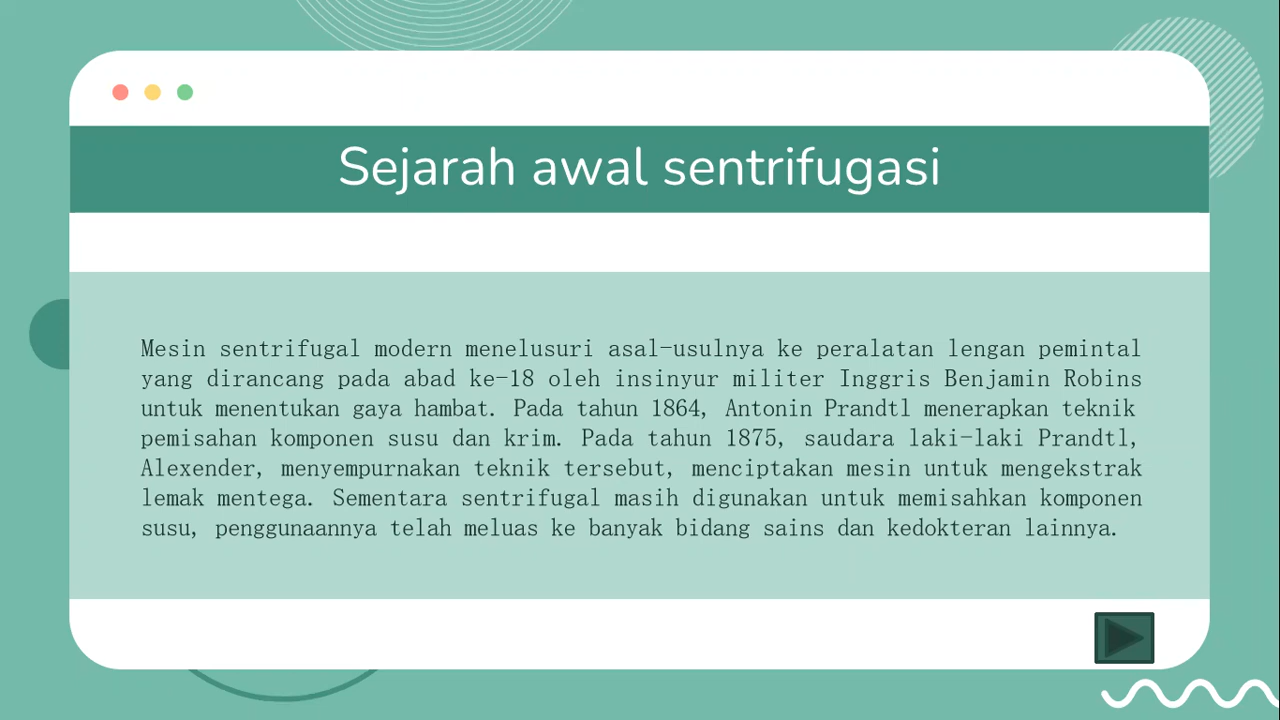 Sejarah awal sentrifugasi
Mesin sentrifugal modern menelusuri asal-usulnya ke peralatan lengan pemintal
yang dirancang pada abad ke-18 oleh insinyur militer Inggris Benjamin Robins
untuk menentukan gaya hambat. Pada tahun 1864, Antonin Prandtl menerapkan teknik
pemisahan komponen susu dan krim. Pada tahun 1875, saudara laki-laki Prandtl,
Alexender, menyempurnakan teknik tersebut, menciptakan mesin untuk mengekstrak
lemak mentega. Sementara sentrifugal masih digunakan untuk memisahkan komponen
susu, penggunaannya telah meluas ke banyak bidang sains dan kedokteran lainnya.